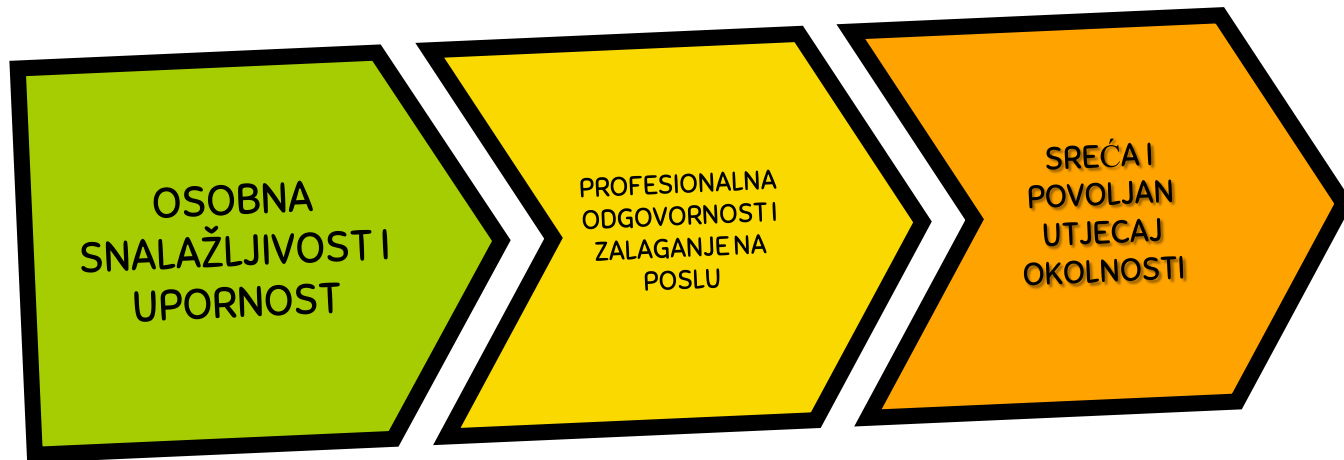 OSOBNA
SNALAŽLJIVOST I
UPORNOST
PROFESIONALNA
ODGOVORNOST I
ZALAGANJE NA
POSLU
SREĆA I
POVOLJAN
UTJECAJ
OKOLNOSTI